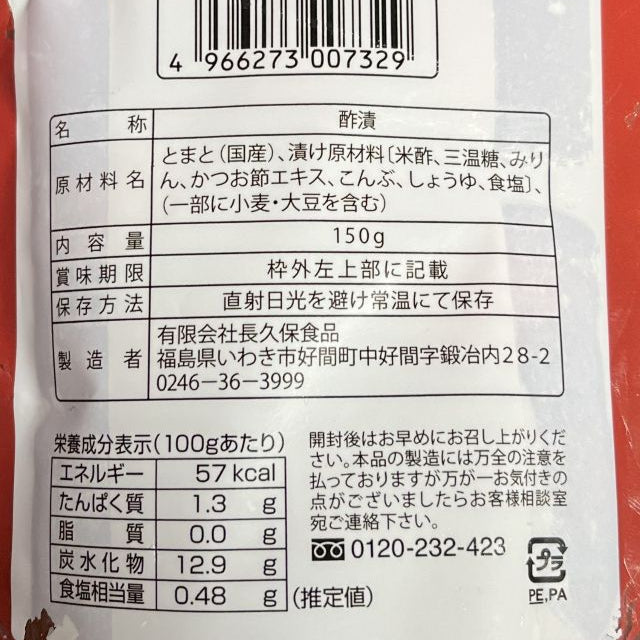 4 966273 007329
名 称 酢漬
原材料名 とまと(国産)、漬け原材料〔米酢、三温糖、みり
ん、かつお節エキス、こんぶ、しょうゆ、食塩〕、
(一部に小麦・大豆を含む)
内容量 150g
賞味期限 枠外左上部に記載
保存方法 直射日光を避け常温にて保存
製造者 有限会社長久保食品
福島県いわき市好間町中好間字鍛冶内28-2
0246-36-3999
栄養成分表示(100gあたり)
エネルギー 57kcal
たんぱく質 1.3 g
脂質 0.0 g
炭水化物 12.9 g
食塩相当量 0.48 g (推定値)
開封後はお早めにお召し上がりくだ
さい。本品の製造には万全の注意を
払っておりますが万が一お気付きの
点がございましたらお客様相談室
宛ご連絡下さい。
0120-232-423
プラ
PE,PA